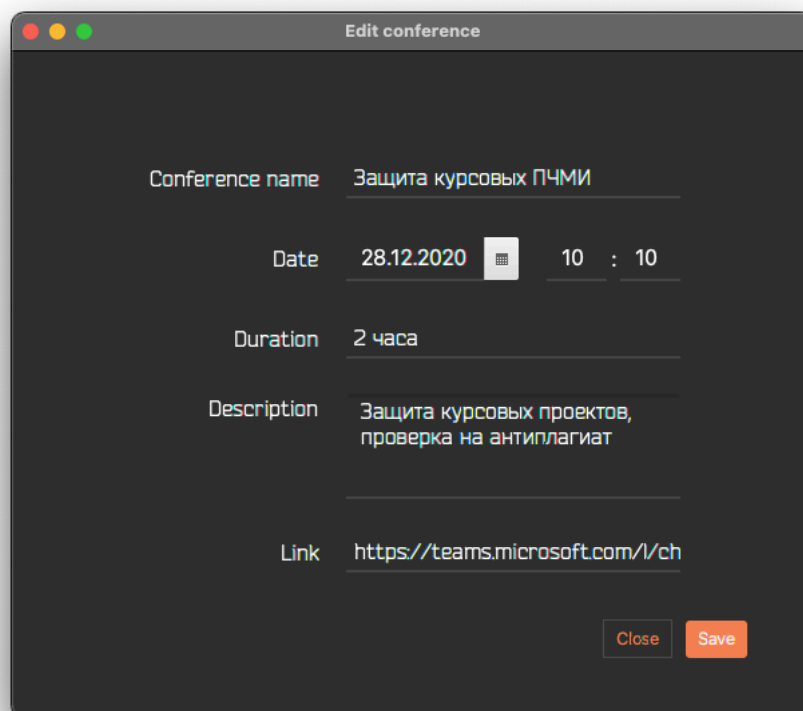 Edit conference
Conference name Защита курсовых ПЧМИ
Date 28.12.2020 10 : 10
Duration 2 часа
Description Защита курсовых проектов,
проверка на антиплагиат
Link https://teams.microsoft.com/l/ch
Close Save